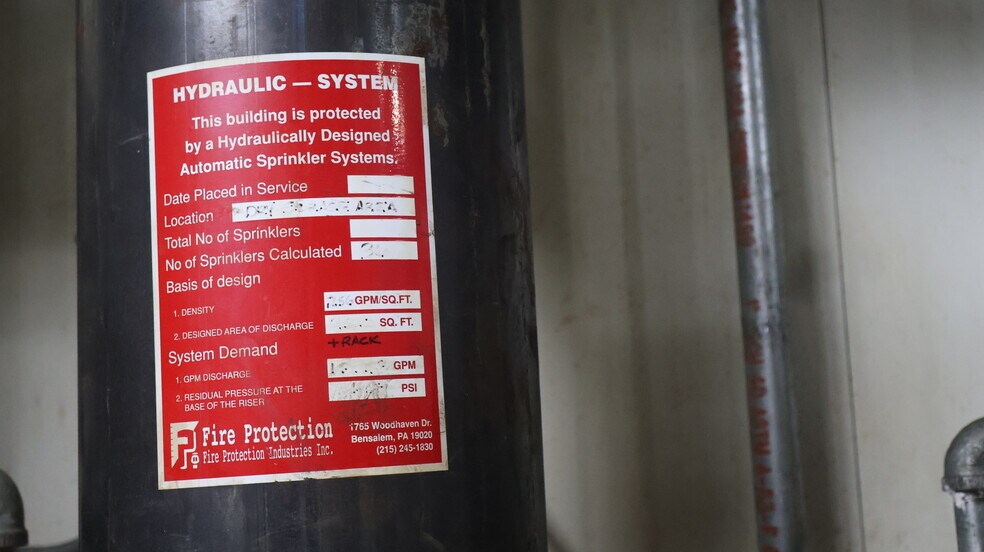 HYDRAULIC — SYSTEM
This building is protected
by a Hydraulically Designed
Automatic Sprinkler Systems.
Date Placed in Service
Location
AREA
Total No of Sprinklers
No of Sprinklers Calculated
Basis of design
1. DENSITY
GPM/SQ.FT.
2. DESIGNED AREA OF DISCHARGE
SQ. FT.
+RACK
System Demand
1. GPM DISCHARGE
GPM
2. RESIDUAL PRESSURE AT THE
BASE OF THE RISER
PSI
Fire Protection
Fire Protection Industries Inc.
1765 Woodhaven Dr.
Bensalem, PA 19020
(215) 245-1830